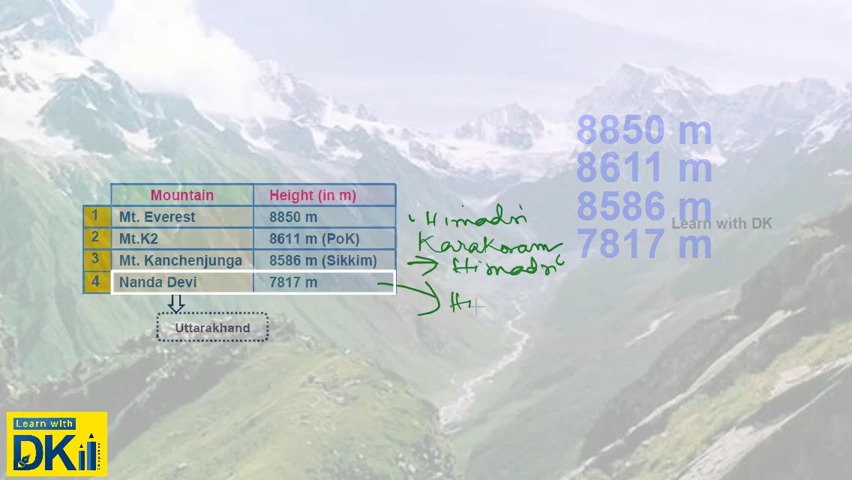 8850 m
8611 m
8586 m
Learn with DK
7817 m
Mountain Height (in m)
1 Mt. Everest 8850 m
2 Mt.K2 8611 m (PoK)
3 Mt. Kanchenjunga 8586 m (Sikkim)
4 Nanda Devi 7817 m
Himadri
Karakoram
Himadri
Hi
Uttarakhand
Learn with
DK